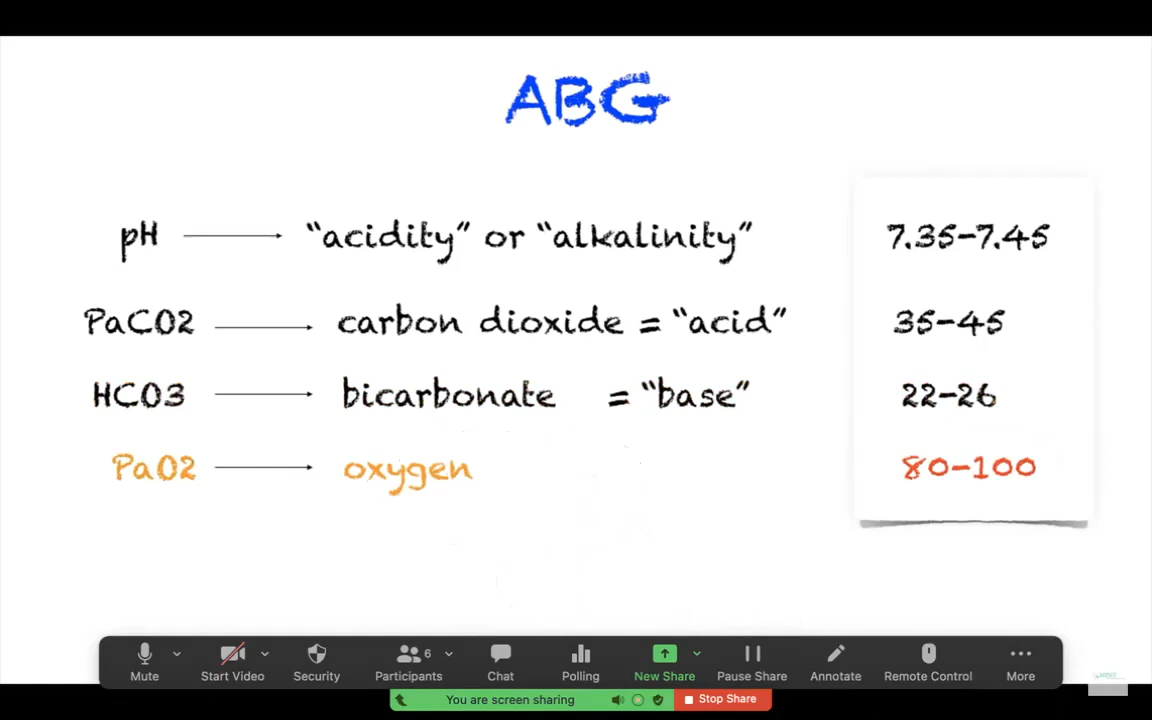 ABG
pH “acidity” or “alkalinity” 7.35-7.45
PaCO2 carbon dioxide = “acid” 35-45
HCO3 bicarbonate = “base” 22-26
PaO2 oxygen 80-100
6
Mute Start Video Security Participants Chat Polling New Share Pause Share Annotate Remote Control More
You are screen sharing Stop Share